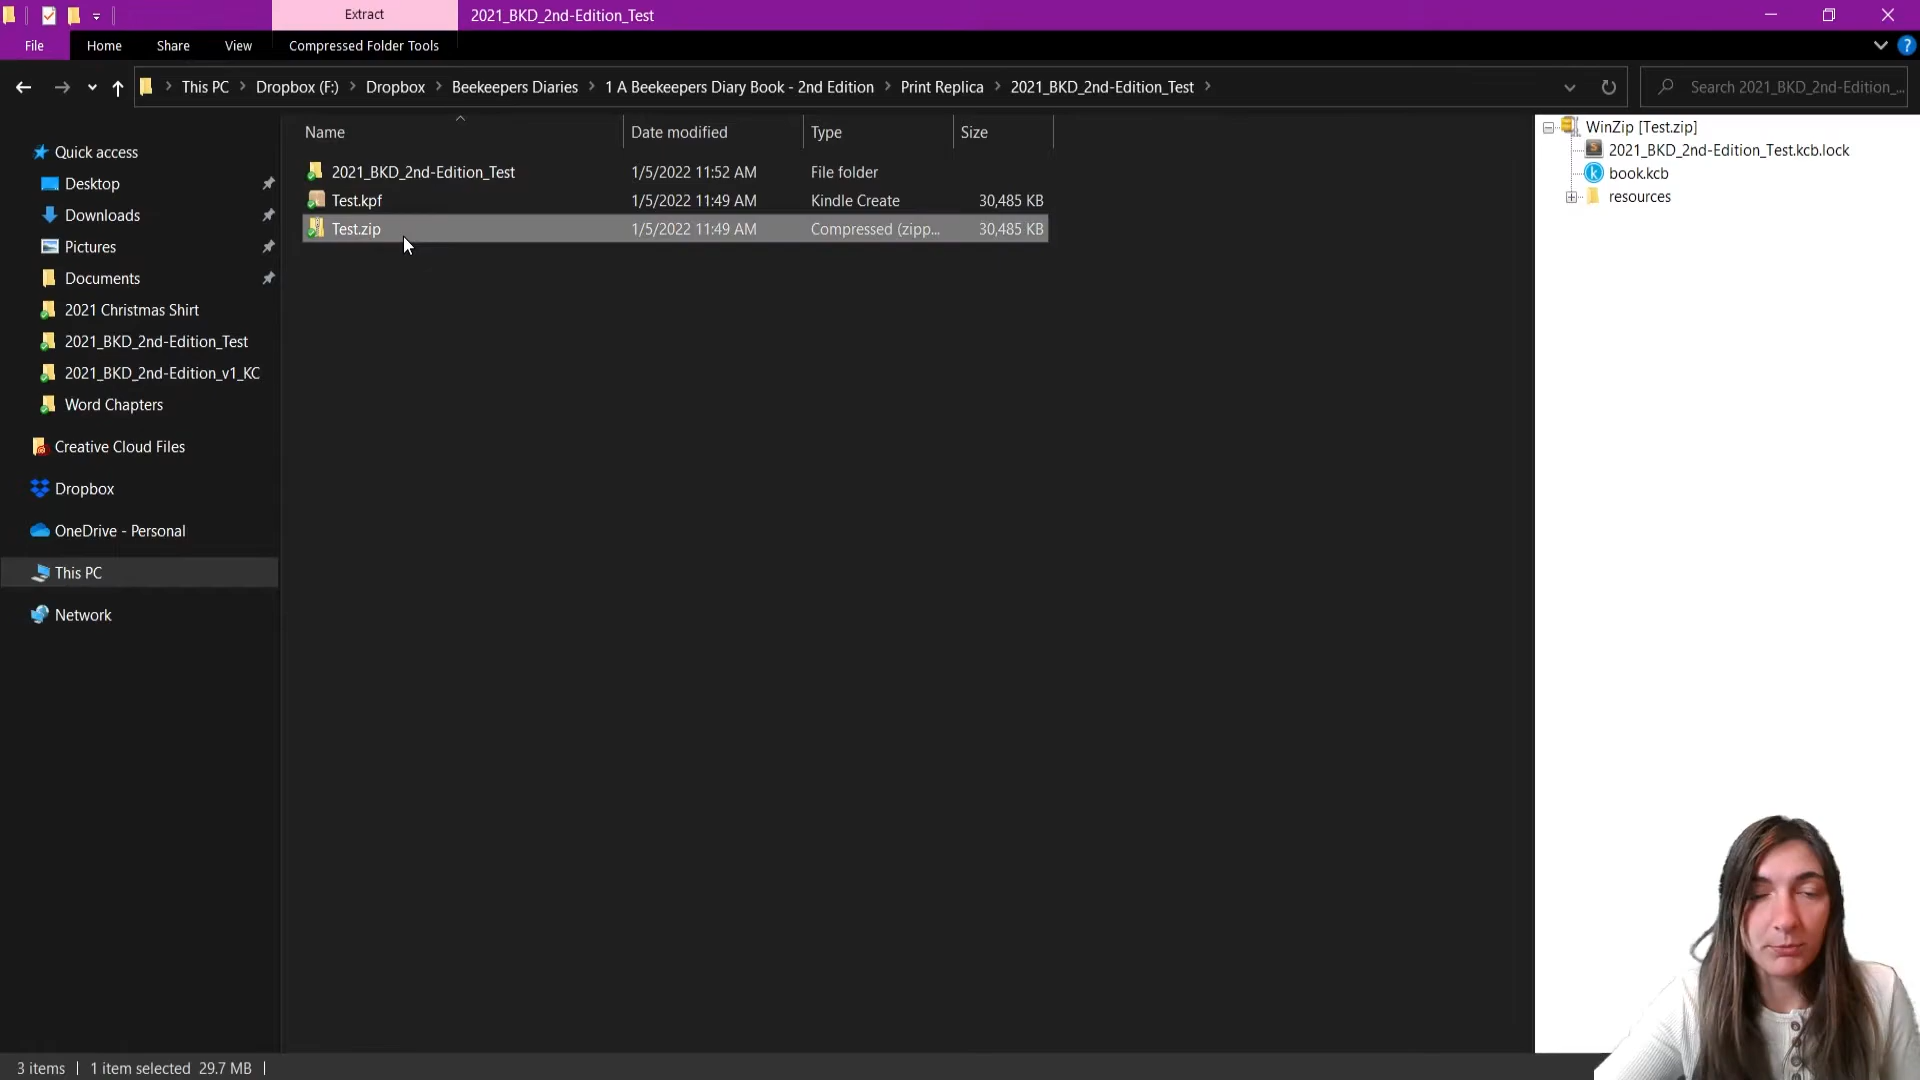 Extract
2021_BKD_2nd-Edition_Test
File
Home
Share
View
Compressed Folder Tools
?
This PC
Dropbox (F:)
Dropbox
Beekeepers Diaries
1 A Beekeepers Diary Book - 2nd Edition
Print Replica
2021_BKD_2nd-Edition_Test
Search 2021_BKD_2nd-Edition_...
Name
Date modified
Type
Size
2021_BKD_2nd-Edition_Test
1/5/2022 11:52 AM
File folder
Test.kpf
1/5/2022 11:49 AM
Kindle Create
30,485 KB
Test.zip
1/5/2022 11:49 AM
Compressed (zipp...
30,485 KB
Quick access
Desktop
Downloads
Pictures
Documents
2021 Christmas Shirt
2021_BKD_2nd-Edition_Test
2021_BKD_2nd-Edition_v1_KC
Word Chapters
Creative Cloud Files
Dropbox
OneDrive - Personal
This PC
Network
WinZip [Test.zip]
2021_BKD_2nd-Edition_Test.kcb.lock
book.kcb
resources
3 items
1 item selected 29.7 MB